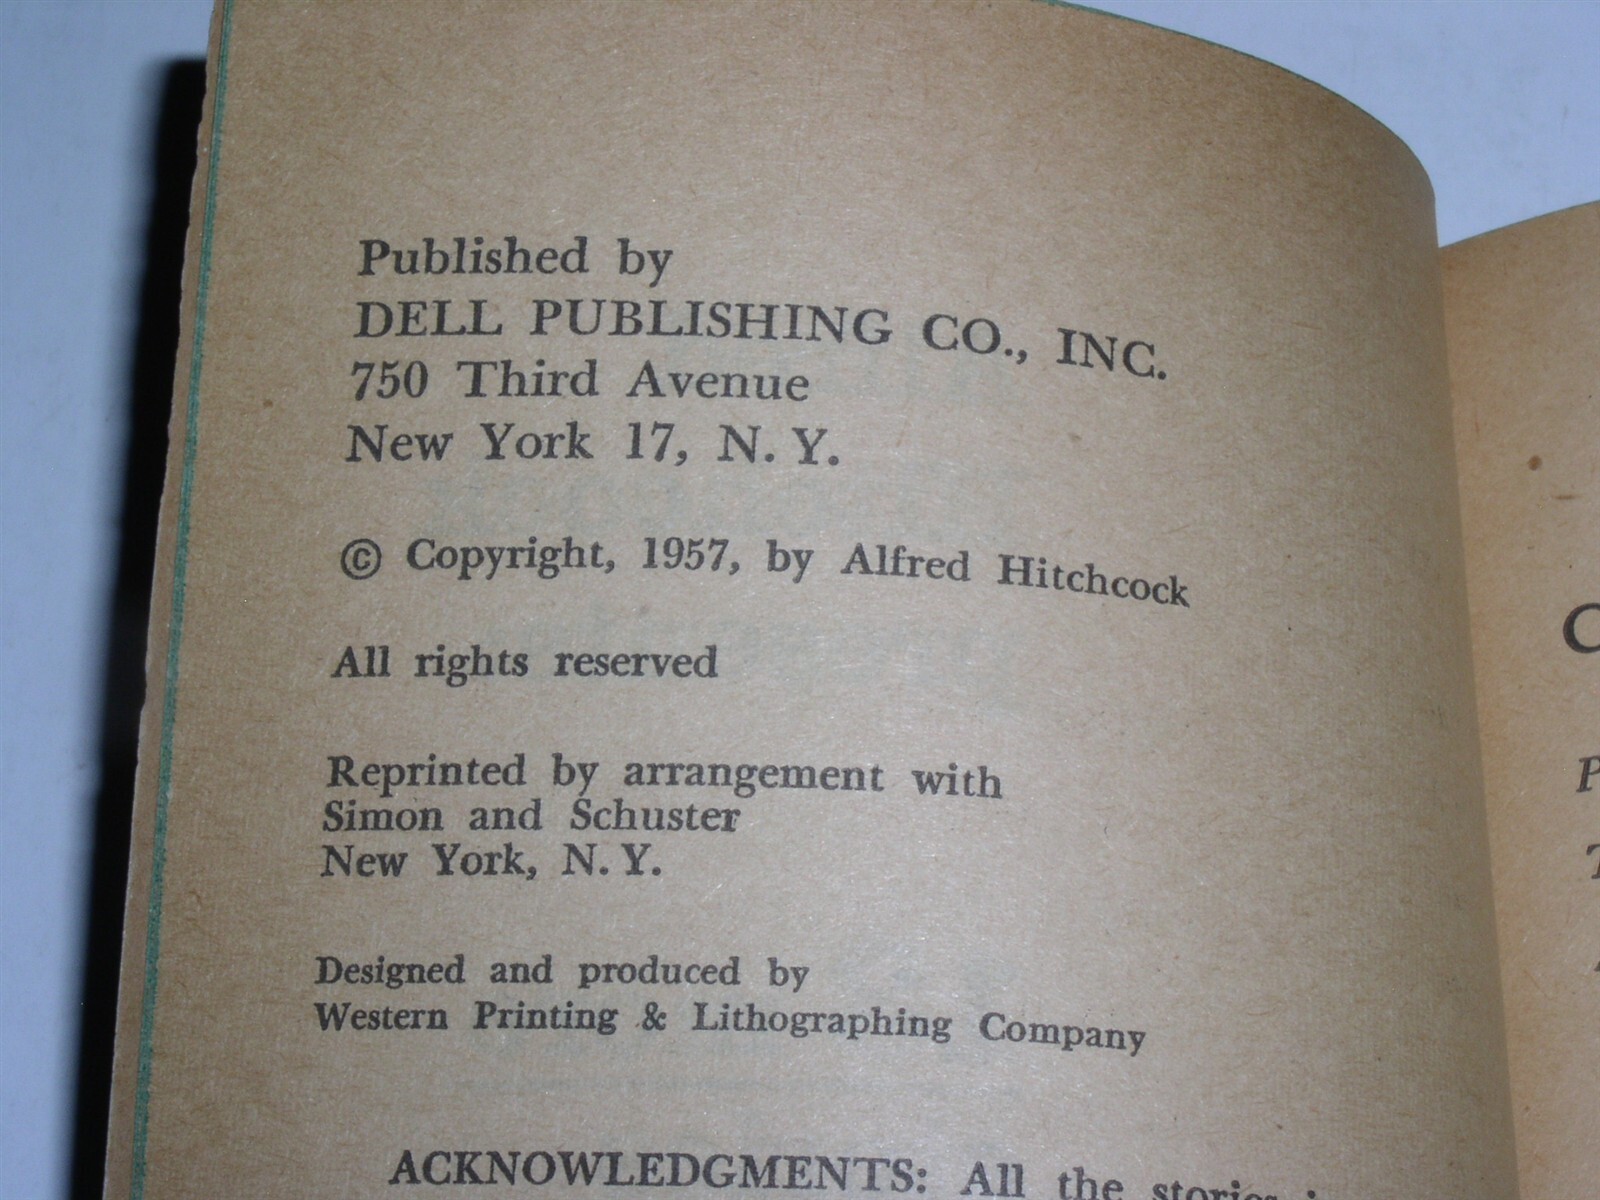 Published by
DELL PUBLISHING CO., INC.
750 Third Avenue
New York 17, N. Y.
© Copyright, 1957, by Alfred Hitchcock
All rights reserved
Reprinted by arrangement with
Simon and Schuster
New York, N. Y.
Designed and produced by
Western Printing & Lithographing Company
ACKNOWLEDGMENTS: All the stories